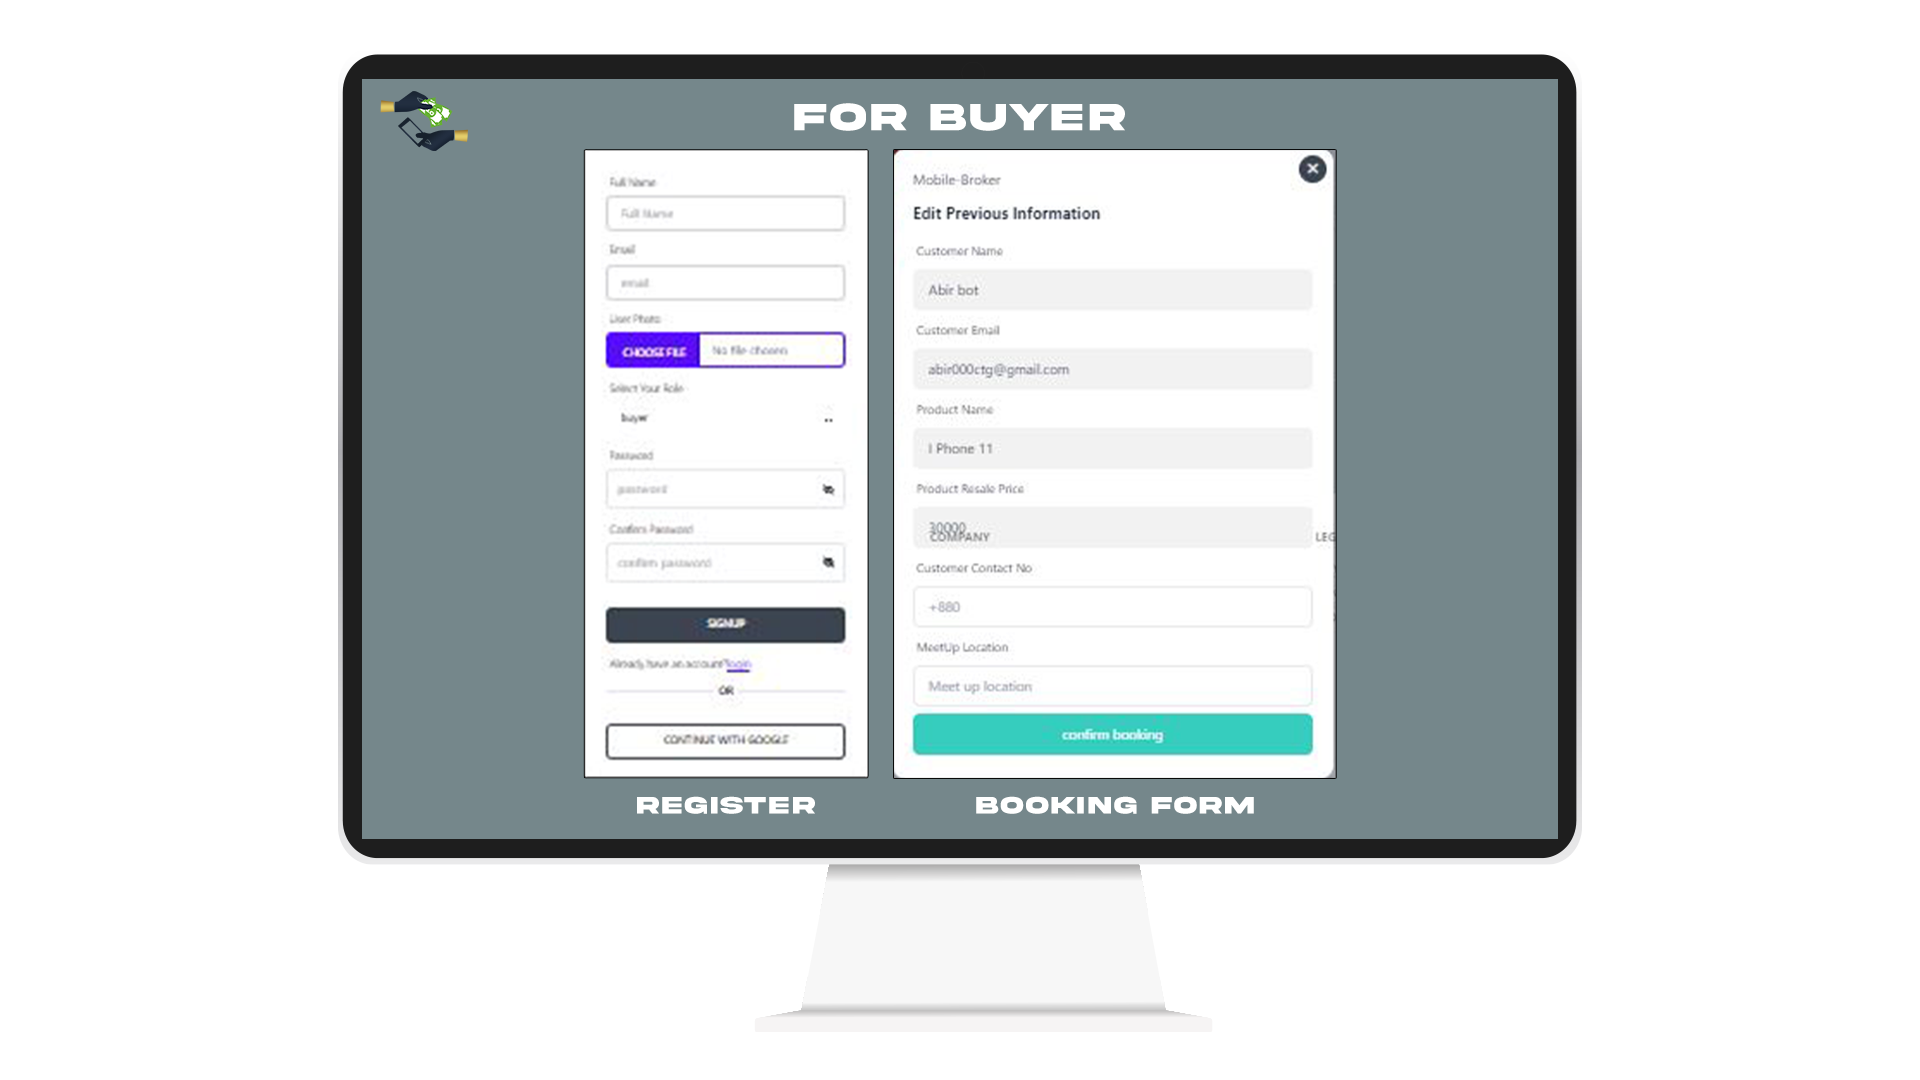 FOR BUYER
Full Name
Full Name
Email
email
User Photo
CHOOSE FILE No file chosen
Select Your Role
buyer
Password
password
Confirm Password
confirm password
SIGNUP
Already have an account?login
OR
CONTINUE WITH GOOGLE
REGISTER
Mobile-Broker
Edit Previous Information
Customer Name
Abir bot
Customer Email
abir000ctg@gmail.com
Product Name
I Phone 11
Product Resale Price
30000
COMPANY LEG
Customer Contact No
+880
MeetUp Location
Meet up location
confirm booking
BOOKING FORM